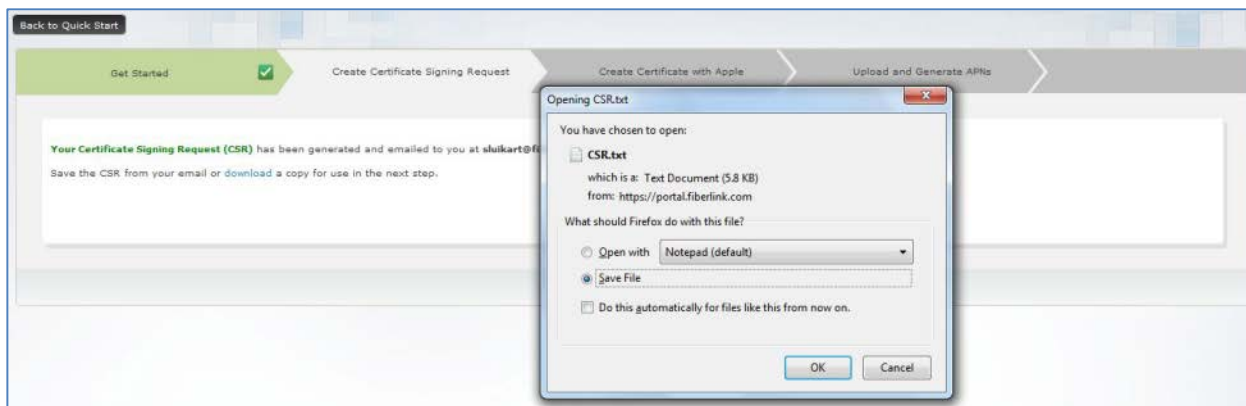 Back to Quick Start
Get Started
Create Certificate Signing Request
Create Certificate with Apple
Upload and Generate APNs
Your Certificate Signing Request (CSR) has been generated and emailed to you at sluikart@fi
Save the CSR from your email or download a copy for use in the next step.
Opening CSR.txt
You have chosen to open:
CSR.txt
which is a: Text Document (5.8 KB)
from: https://portal.fiberlink.com
What should Firefox do with this file?
Open with
Notepad (default)
Save File
Do this automatically for files like this from now on.
OK
Cancel